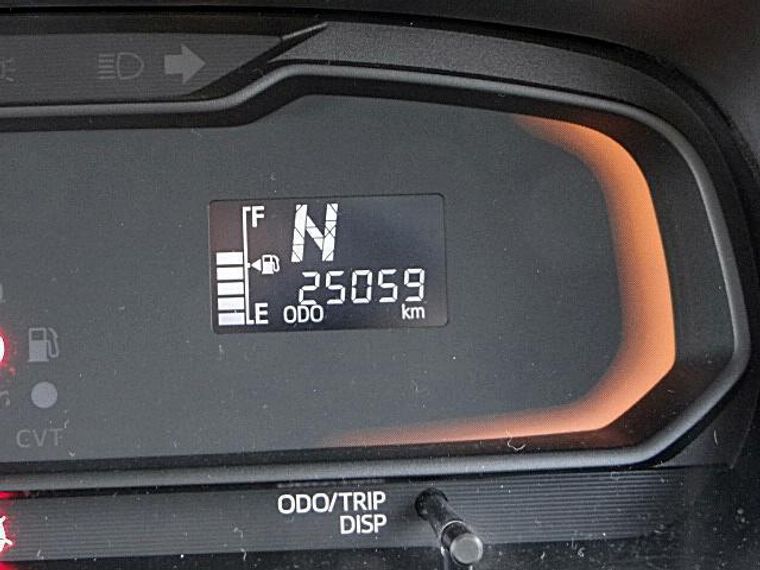 F
N
25059
E ODO km
CVT
ODO/TRIP
DISP